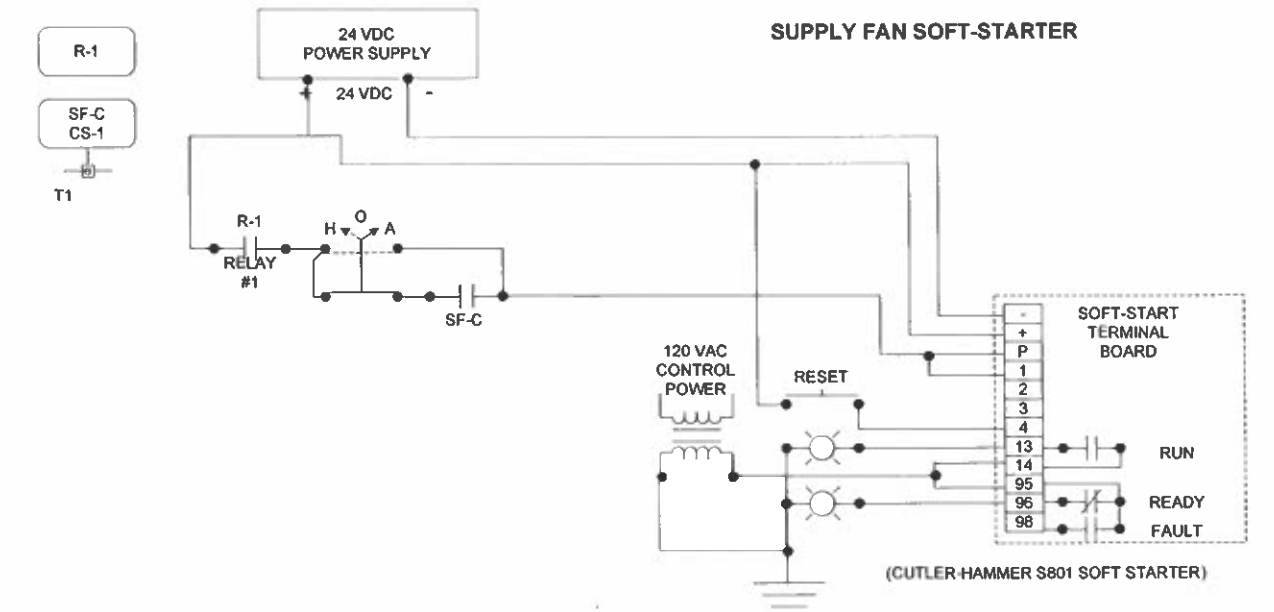 SUPPLY FAN SOFT-STARTER
R-1
24 VDC
POWER SUPPLY
+ 24 VDC -
SF-C
CS-1
T1
R-1
H O A
RELAY
#1
SF-C
SOFT-START
TERMINAL
BOARD
-
+
P
1
2
3
4
13
14
95
96
98
120 VAC
CONTROL
POWER
RESET
RUN
READY
FAULT
(CUTLER-HAMMER S801 SOFT STARTER)